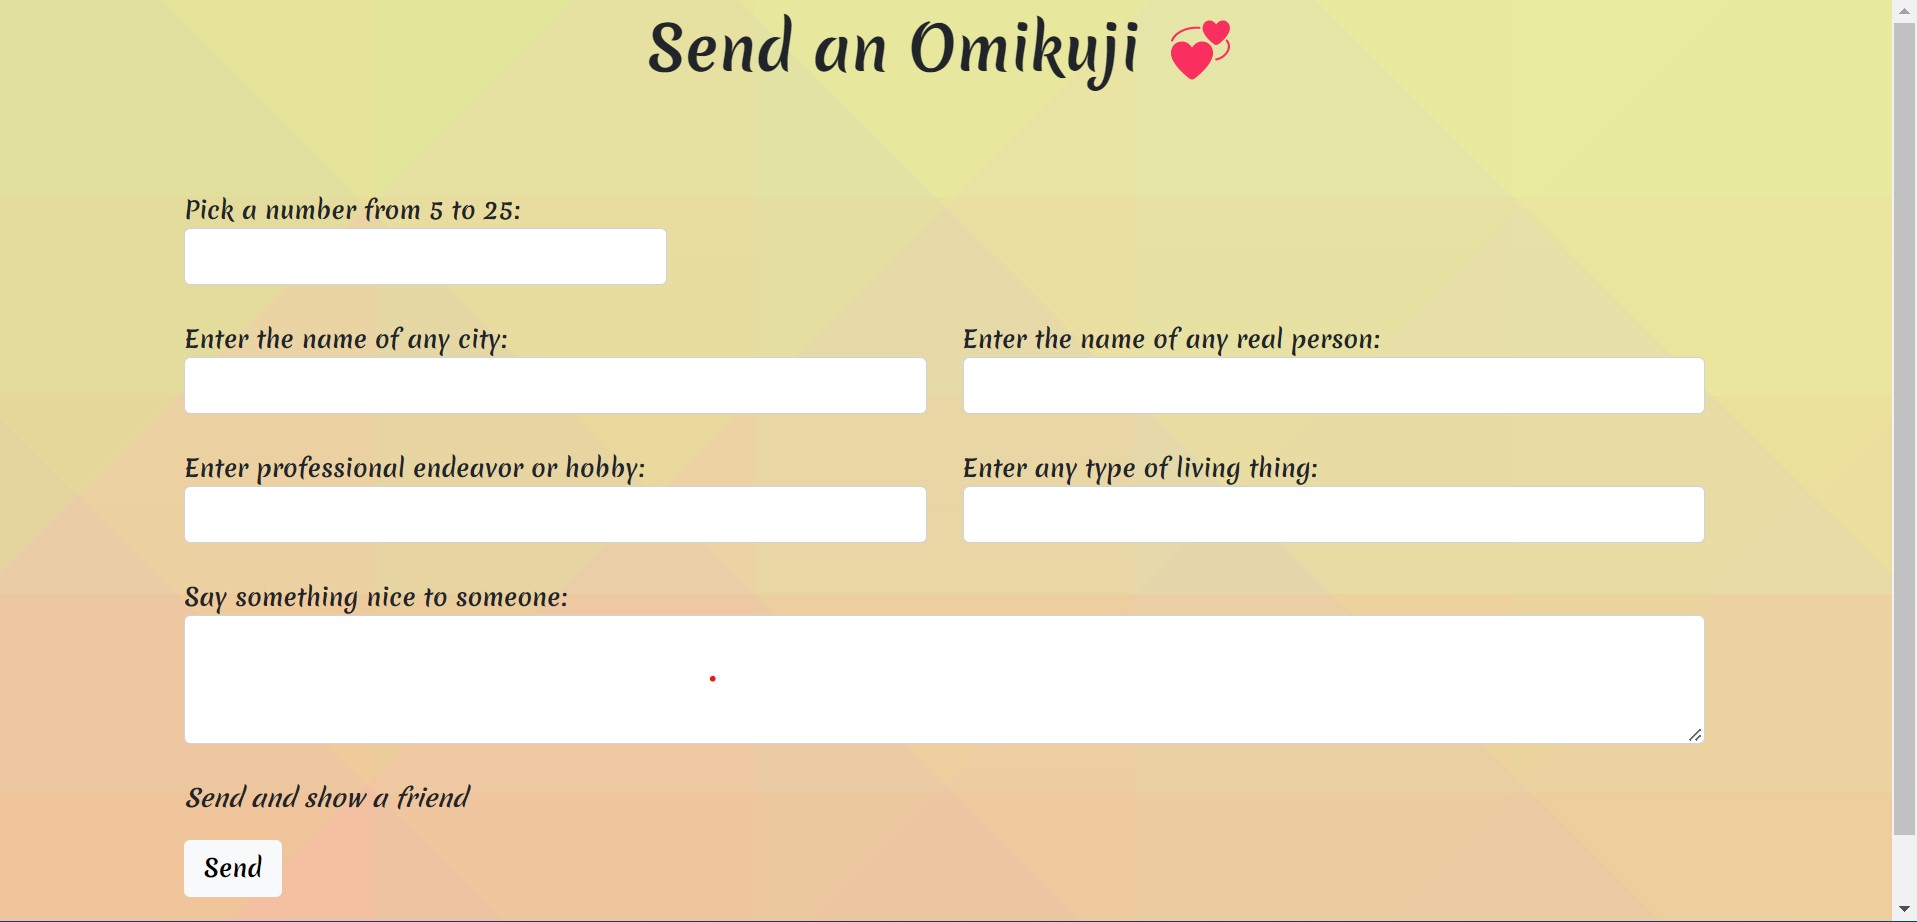 Send an Omikuji 💞
Pick a number from 5 to 25:
Enter the name of any city:
Enter the name of any real person:
Enter professional endeavor or hobby:
Enter any type of living thing:
Say something nice to someone:
Send and show a friend
Send